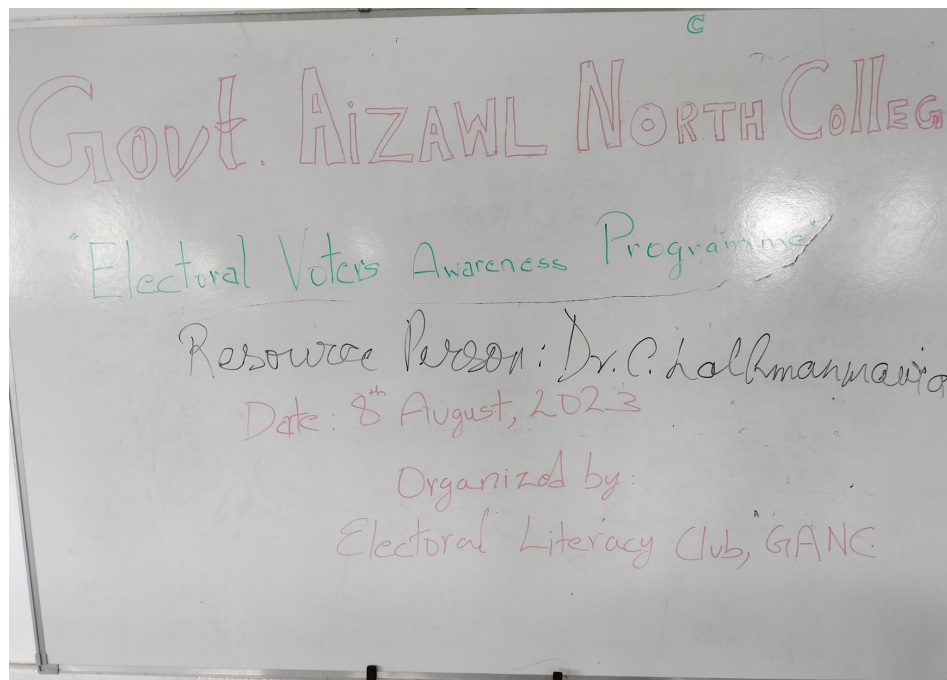 C
Govt. AIZAWL NORTH COLLEG
"Electoral Voters Awareness Programme"
Resource Person: Dr. C. Lalhmanmawia
Date: 8th August, 2023
Organized by:
Electoral Literacy Club, GANC